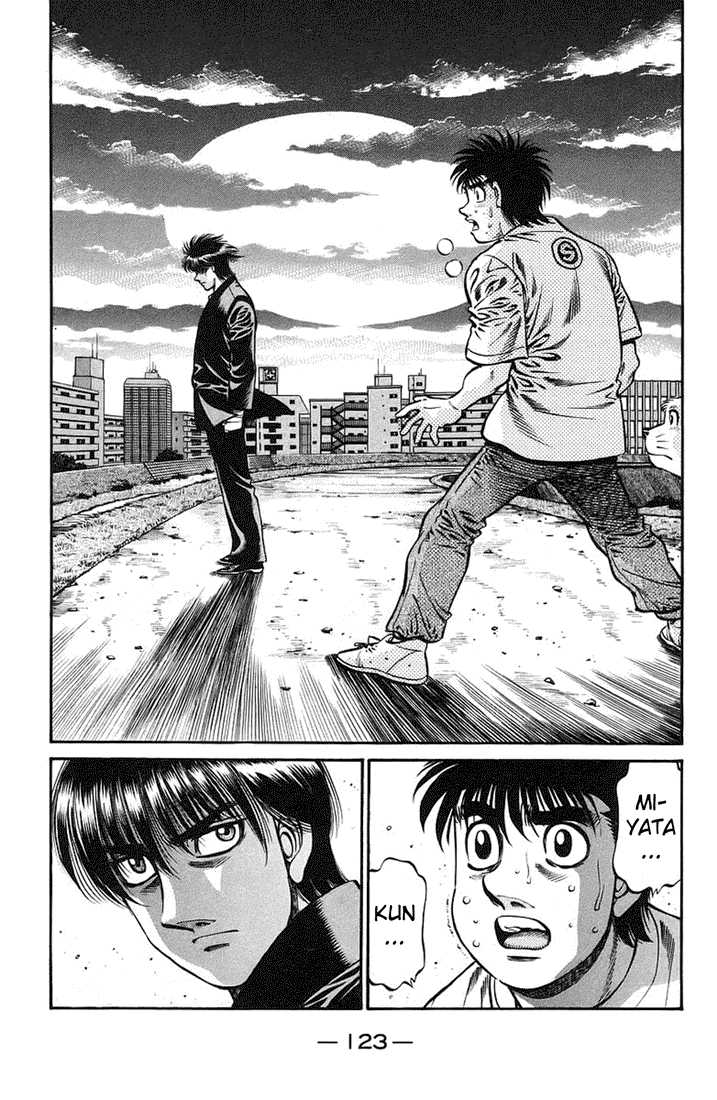 MI-
YATA
...
KUN
...
S
— 123 —